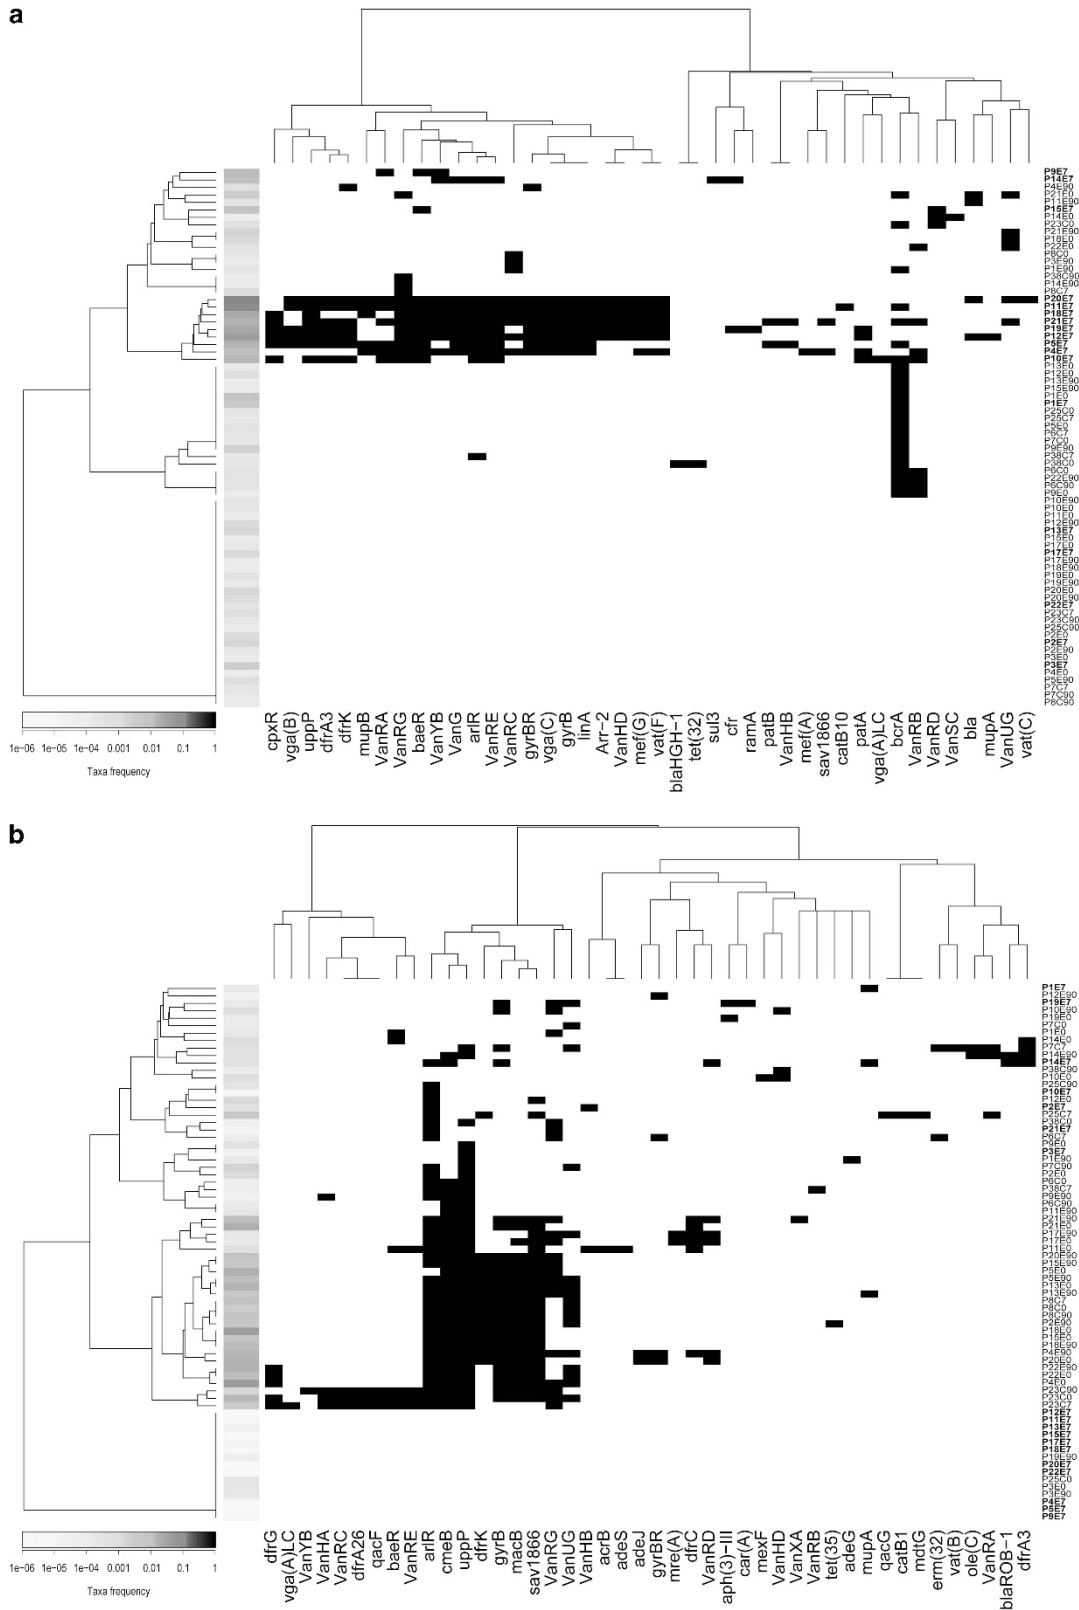 a
P9E7
P14E7
P4E90
P21E0
P11E90
P15E7
P14E0
P23C0
P21E90
P18E0
P22E0
P8C0
P3E90
P1E90
P38C90
P14E90
P8C7
P20E7
P11E7
P18E7
P21E7
P19E7
P12E7
P5E7
P4E7
P10E7
P13E0
P12E0
P13E90
P15E90
P1E0
P1E7
P25C0
P25C7
P5E0
P6C7
P7C0
P9E90
P38C7
P38C0
P6C0
P22E90
P6C90
P9E0
P10E90
P10E0
P11E0
P12E90
P13E7
P15E0
P17E0
P17E7
P17E90
P18E90
P19E0
P19E90
P20E0
P20E90
P22E7
P23C7
P23C90
P25C90
P2E0
P2E7
P2E90
P3E0
P3E7
P4E0
P5E90
P7C7
P7C90
P8C90
1e-06 1e-05 1e-04 1e-03 0.01 0.1 1
Taxa frequency
cpxR
vga(B)
uppP
dfrA3
dfrK
mupB
VanRA
VanRG
baeR
VanYB
VanG
arlR
VanRE
VanRC
gyrBR
vga(C)
gyrB
linA
Arr-2
VanHD
mef(G)
vat(F)
blaHGH-1
tet(32)
sul3
cfr
ramA
patB
VanHB
mef(A)
sav1866
catB10
patA
vga(A)LC
bcrA
VanRB
VanRD
VanSC
bla
mupA
VanUG
vat(C)
b
P1E7
P12E90
P19E7
P10E90
P19E0
P7C0
P1E0
P14E0
P7C7
P14E90
P14E7
P38C90
P10E0
P25C90
P10E7
P12E0
P2E7
P25C7
P38C0
P21E7
P6C7
P9E0
P3E7
P1E90
P7C90
P2E0
P6C0
P38C7
P9E90
P6C90
P11E90
P21E90
P21E0
P17E90
P17E0
P11E0
P20E90
P15E90
P5E0
P5E90
P13E0
P13E90
P8C7
P8C0
P8C90
P2E90
P18E0
P15E0
P18E90
P4E90
P20E0
P22E90
P22E0
P4E0
P23C90
P23C0
P23C7
P12E7
P11E7
P13E7
P15E7
P17E7
P18E7
P19E90
P20E7
P22E7
P25C0
P3E0
P3E90
P4E7
P5E7
P9E7
1e-06 1e-05 1e-04 1e-03 0.01 0.1 1
Taxa frequency
dfrG
vga(A)LC
VanYB
VanHA
VanRC
dfrA26
qacF
baeR
VanRE
arlR
cmeB
uppP
dfrK
gyrB
macB
sav1866
VanRG
VanUG
VanHB
acrB
adeS
adeJ
gyrBR
mre(A)
dfrC
VanRD
aph(3)-III
car(A)
mexF
VanHD
VanXA
VanRB
tet(35)
adeG
mupA
qacG
catB1
mdtG
erm(32)
vat(B)
ole(C)
VanRA
blaROB-1
dfrA3